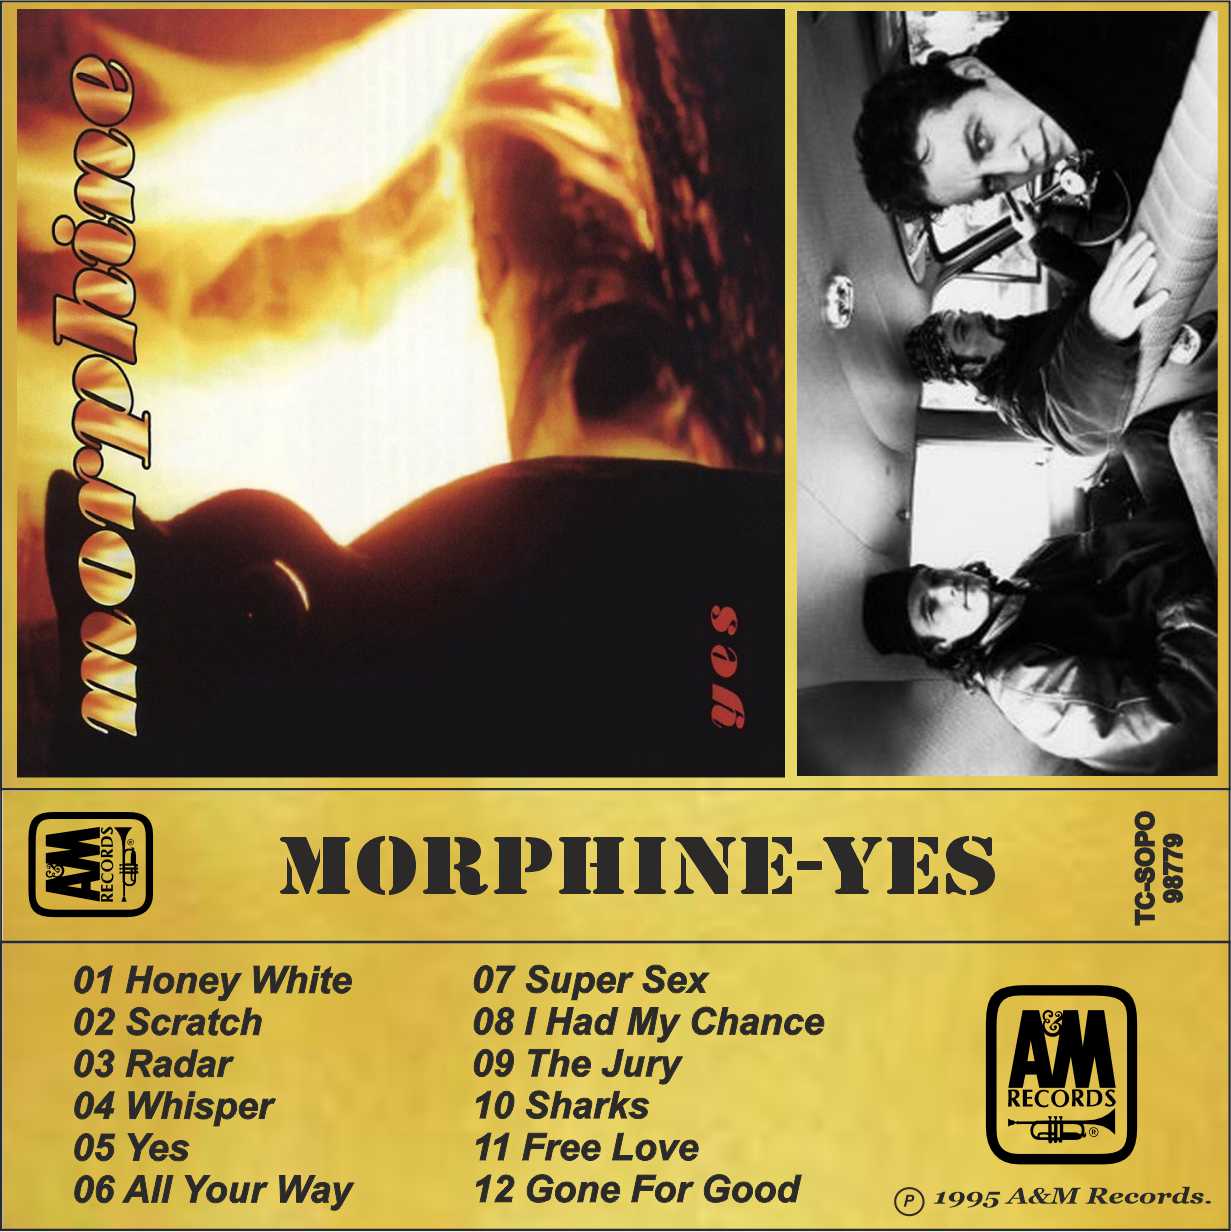 morphine
yes
A&M
RECORDS
®
MORPHINE-YES
TC-SOPO
98779
01 Honey White
02 Scratch
03 Radar
04 Whisper
05 Yes
06 All Your Way
07 Super Sex
08 I Had My Chance
09 The Jury
10 Sharks
11 Free Love
12 Gone For Good
A&M
RECORDS
®
℗ 1995 A&M Records.